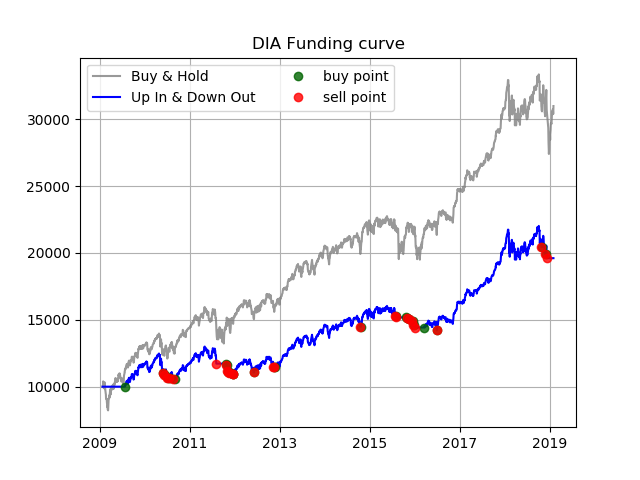 DIA Funding curve
Buy & Hold
Up In & Down Out
buy point
sell point
30000
25000
20000
15000
10000
2009
2011
2013
2015
2017
2019